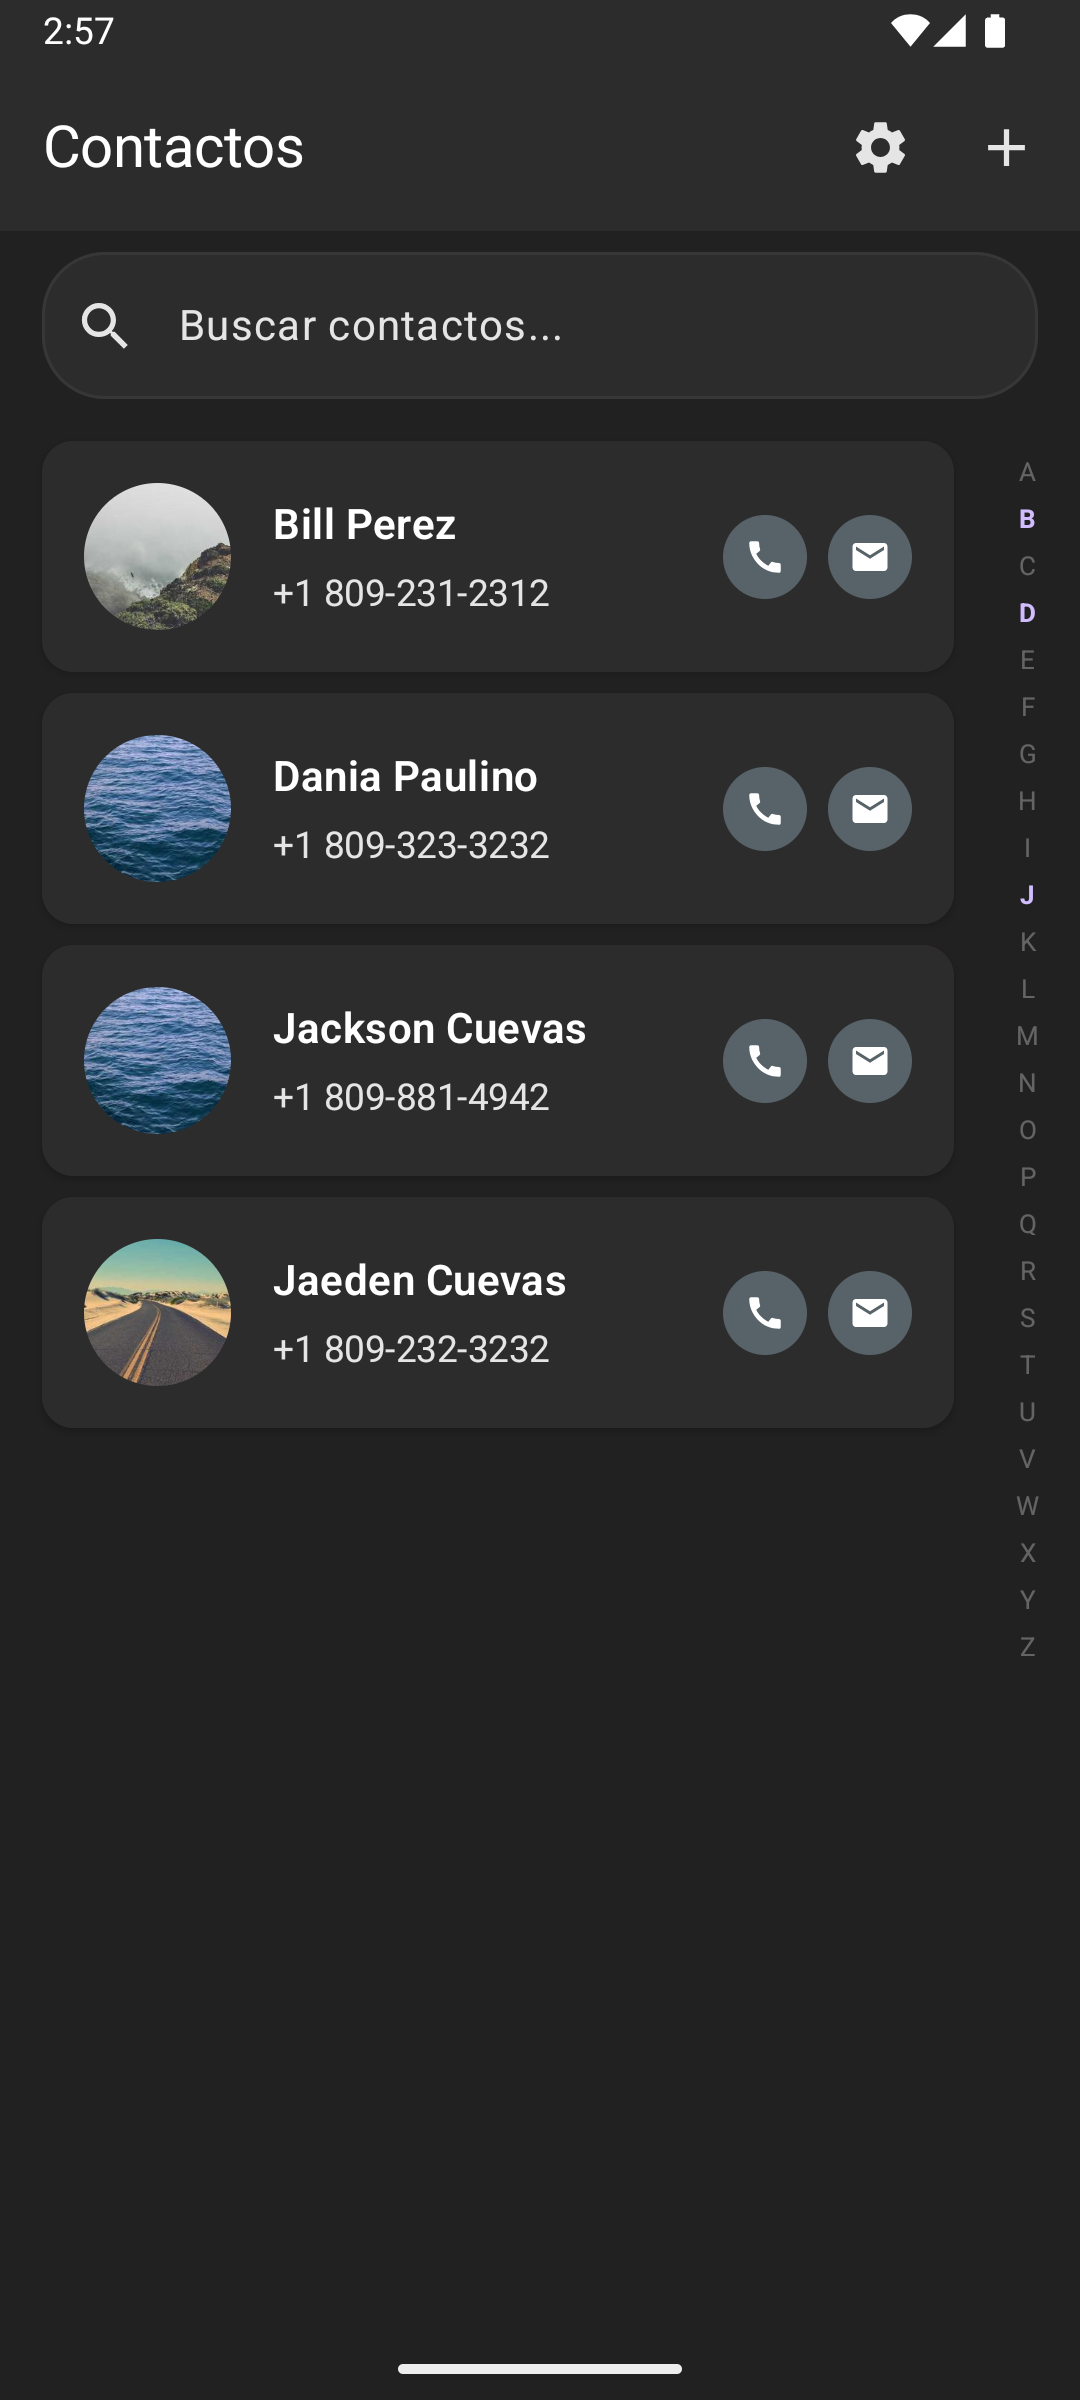 2:57
Contactos
Buscar contactos...
Bill Perez
+1 809-231-2312
Dania Paulino
+1 809-323-3232
Jackson Cuevas
+1 809-881-4942
Jaeden Cuevas
+1 809-232-3232
A
B
C
D
E
F
G
H
I
J
K
L
M
N
O
P
Q
R
S
T
U
V
W
X
Y
Z